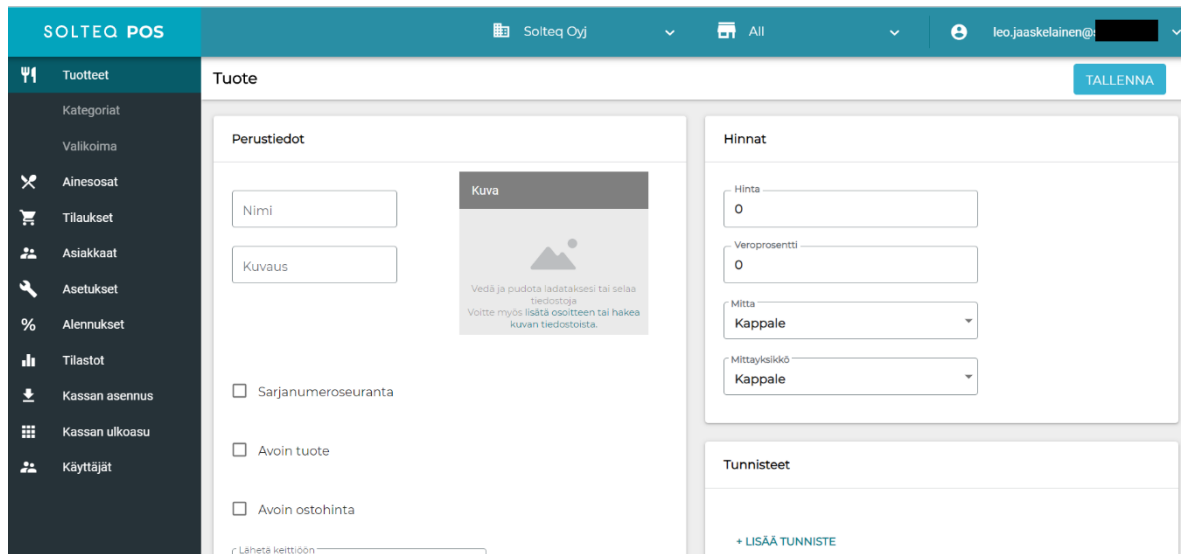 SOLTEQ POS
Solteq Oyj
All
leo.jaaskelainen@
Tuotteet
Kategoriat
Valikoima
Ainesosat
Tilaukset
Asiakkaat
Asetukset
Alennukset
Tilastot
Kassan asennus
Kassan ulkoasu
Käyttäjät
Tuote
TALLENNA
Perustiedot
Nimi
Kuvaus
Kuva
Vedä ja pudota ladataksesi tai selaa
tiedostoja
Voitte myös lisätä osoitteen tai hakea
kuvan tiedostoista.
Sarjanumeroseuranta
Avoin tuote
Avoin ostohinta
Lähetä keittiöön
Hinnat
Hinta
0
Veroprosentti
0
Mitta
Kappale
Mittayksikkö
Kappale
Tunnisteet
+ LISÄÄ TUNNISTE